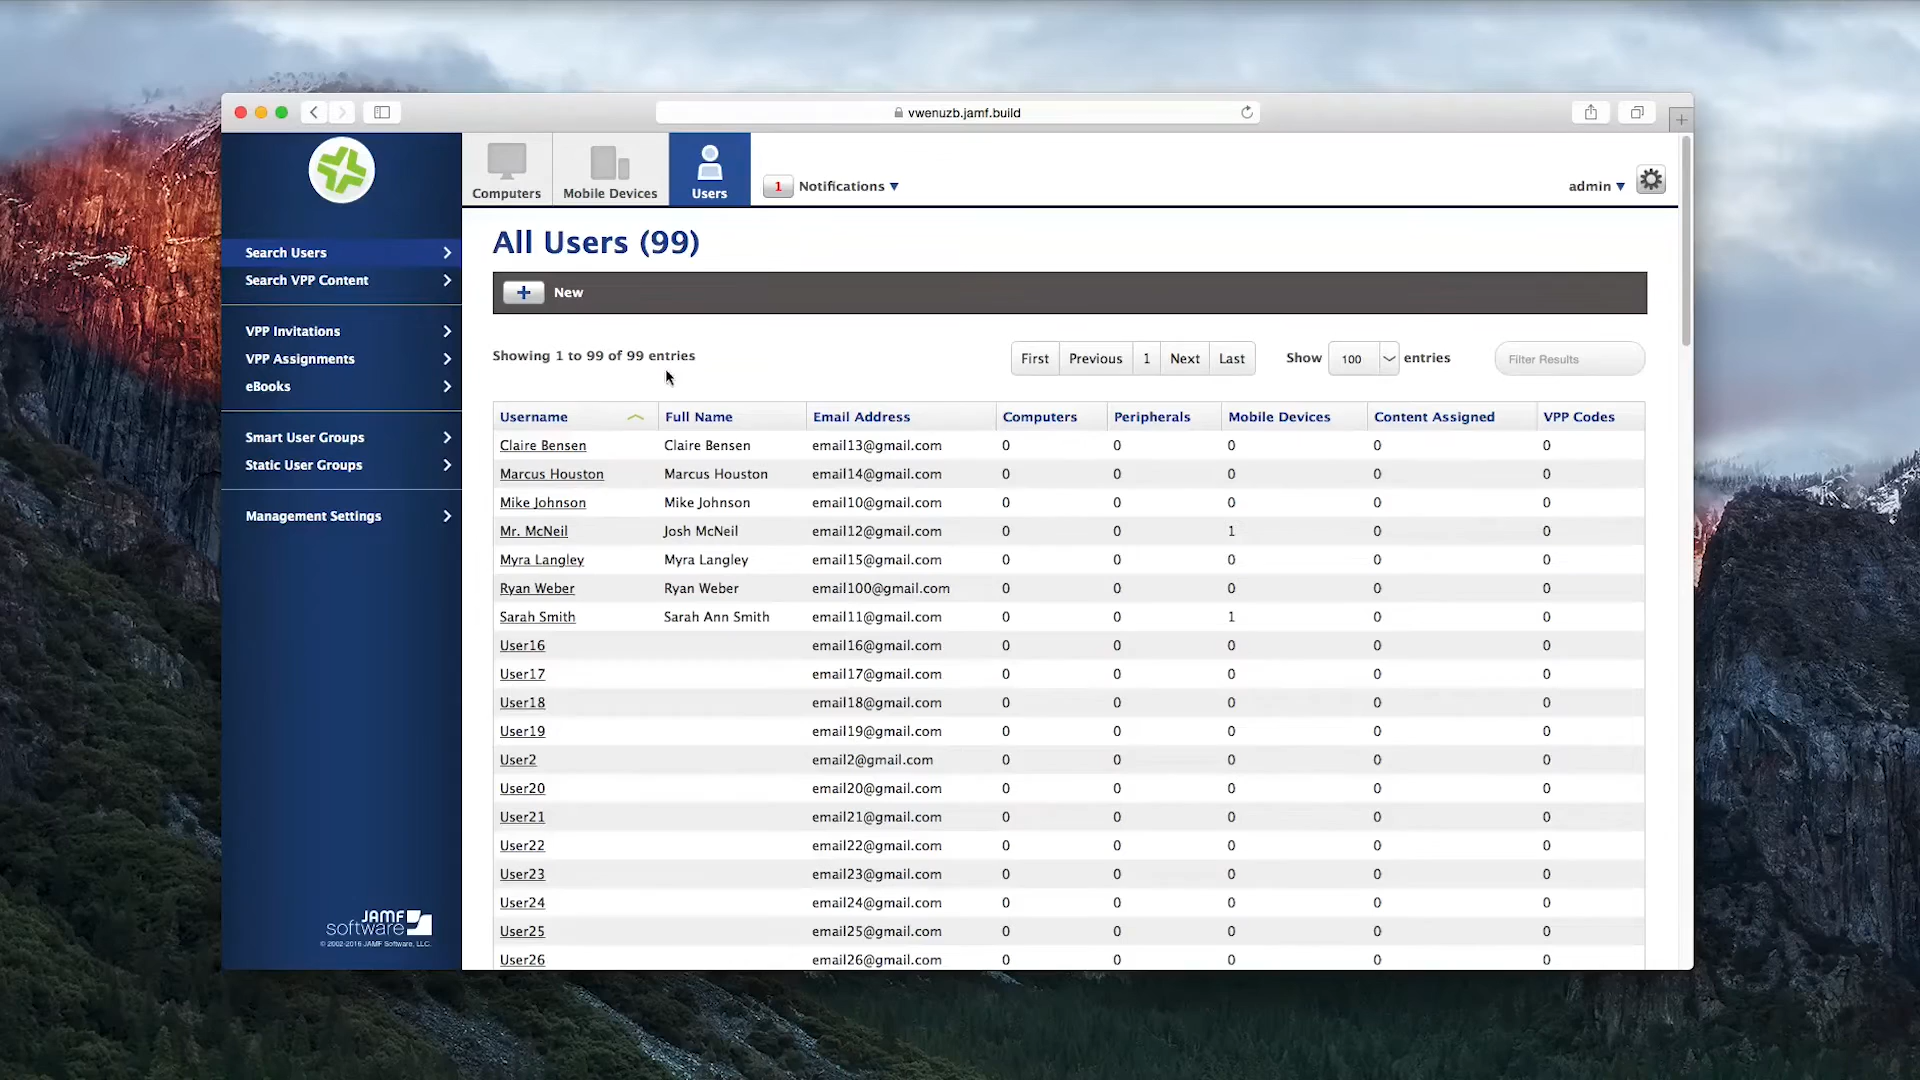 vwenuzb.jamf.build
Computers
Mobile Devices
Users
1 Notifications
admin
Search Users
Search VPP Content
VPP Invitations
VPP Assignments
eBooks
Smart User Groups
Static User Groups
Management Settings
JAMF
software
© 2002-2016 JAMF Software, LLC.
All Users (99)
New
Showing 1 to 99 of 99 entries
First Previous 1 Next Last
Show 100 entries
Filter Results
Username Full Name Email Address Computers Peripherals Mobile Devices Content Assigned VPP Codes
Claire Bensen Claire Bensen email13@gmail.com 0 0 0 0 0
Marcus Houston Marcus Houston email14@gmail.com 0 0 0 0 0
Mike Johnson Mike Johnson email10@gmail.com 0 0 0 0 0
Mr. McNeil Josh McNeil email12@gmail.com 0 0 1 0 0
Myra Langley Myra Langley email15@gmail.com 0 0 0 0 0
Ryan Weber Ryan Weber email100@gmail.com 0 0 0 0 0
Sarah Smith Sarah Ann Smith email11@gmail.com 0 0 1 0 0
User16 email16@gmail.com 0 0 0 0 0
User17 email17@gmail.com 0 0 0 0 0
User18 email18@gmail.com 0 0 0 0 0
User19 email19@gmail.com 0 0 0 0 0
User2 email2@gmail.com 0 0 0 0 0
User20 email20@gmail.com 0 0 0 0 0
User21 email21@gmail.com 0 0 0 0 0
User22 email22@gmail.com 0 0 0 0 0
User23 email23@gmail.com 0 0 0 0 0
User24 email24@gmail.com 0 0 0 0 0
User25 email25@gmail.com 0 0 0 0 0
User26 email26@gmail.com 0 0 0 0 0